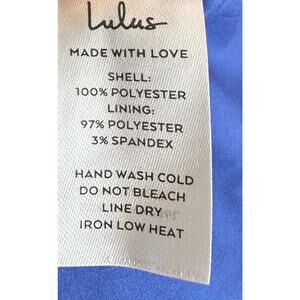 Lulus
MADE WITH LOVE
SHELL:
100% POLYESTER
LINING:
97% POLYESTER
3% SPANDEX
HAND WASH COLD
DO NOT BLEACH
LINE DRY
IRON LOW HEAT